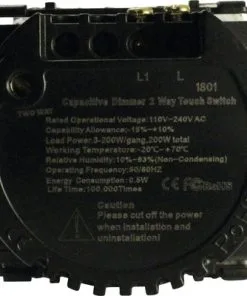 L1 L
1801
Capacitive Dimmer 2 Way Touch Switch
TWO WAY
Rated Operational Voltage: 110V~240V AC
Capability Allowance: -15%~+10%
Load Power: 3-200W/gang, 200W total
Working Temperature: -20°C~+70°C
Relative Humidity: 10%-93%(Non-Condensing)
Operating Frequency: 50/60HZ
Energy Consumption: 0.5W
Life Time: 100,000Times
CE FC RoHS
Caution:
Please cut off the power
when installation and
uninstallation!